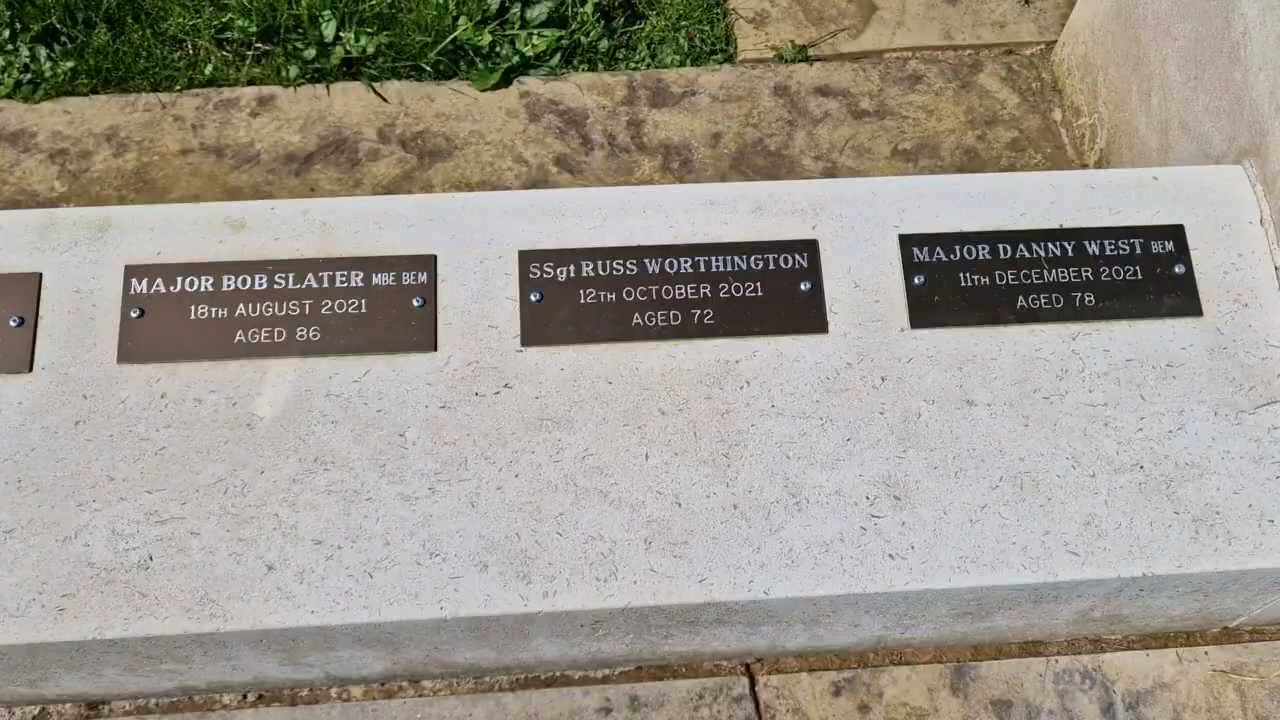 MAJOR BOB SLATER MBE BEM
18TH AUGUST 2021
AGED 86
SSgt RUSS WORTHINGTON
12TH OCTOBER 2021
AGED 72
MAJOR DANNY WEST BEM
11TH DECEMBER 2021
AGED 78